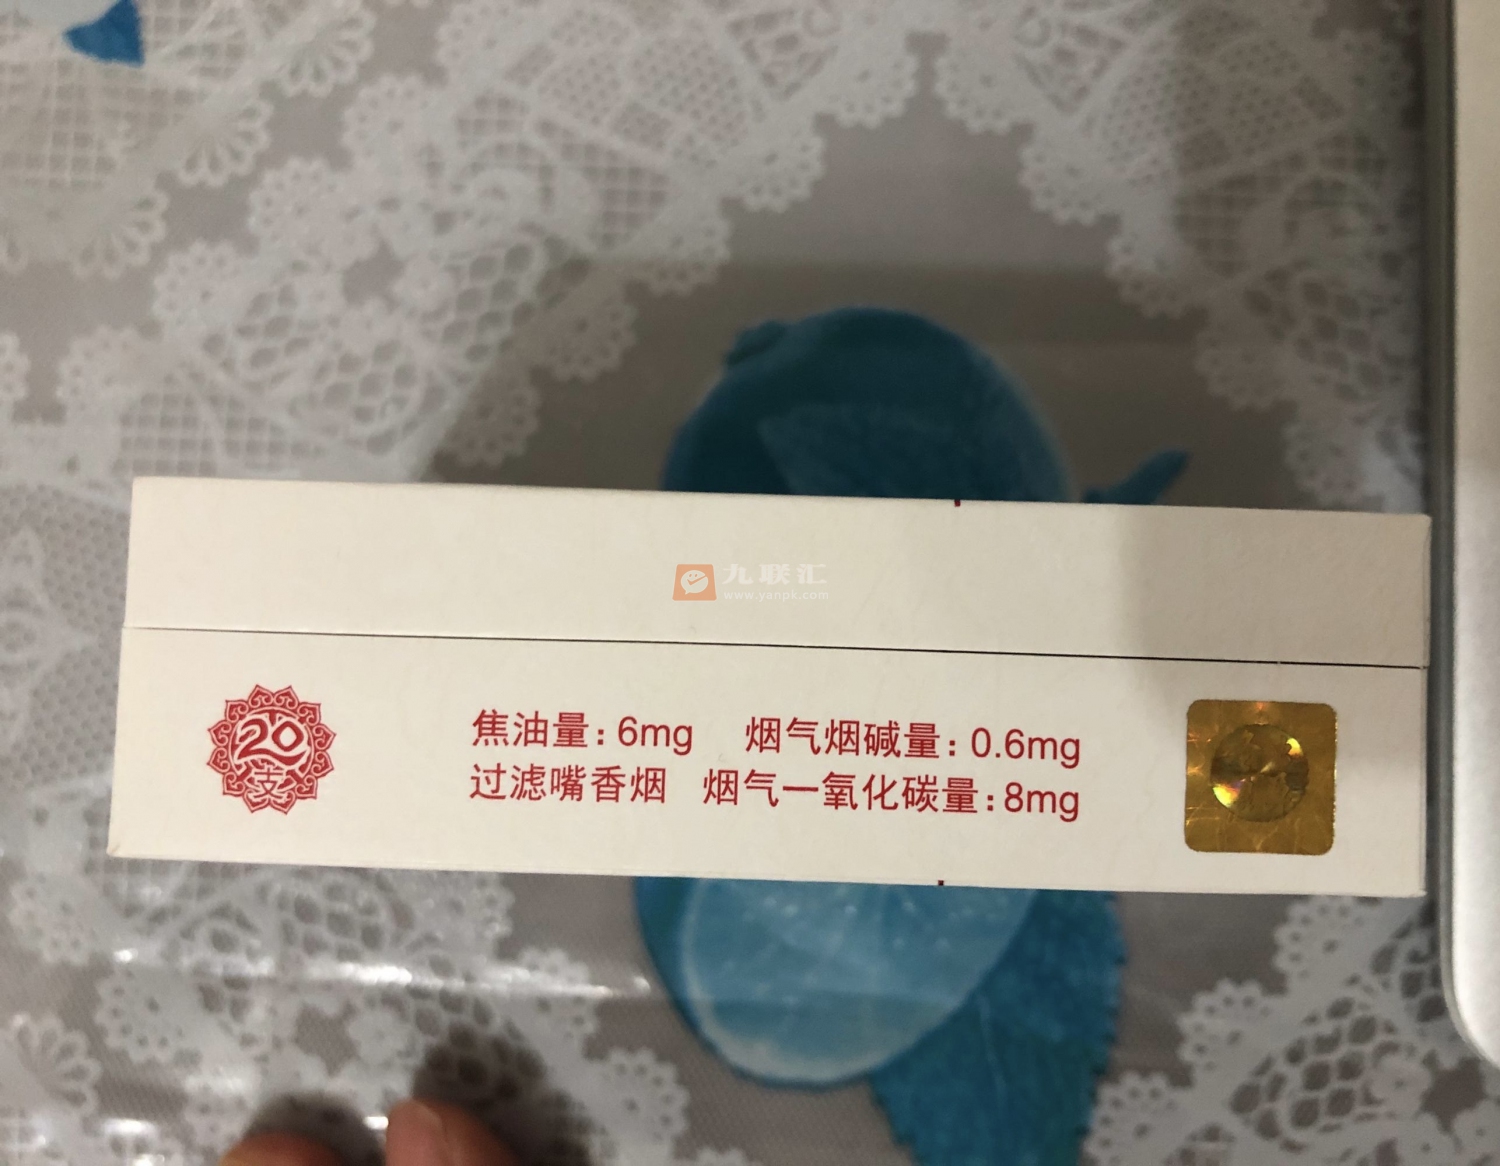 九联汇
www.yanpk.com
20
支
焦油量：6mg 烟气烟碱量：0.6mg
过滤嘴香烟 烟气一氧化碳量：8mg